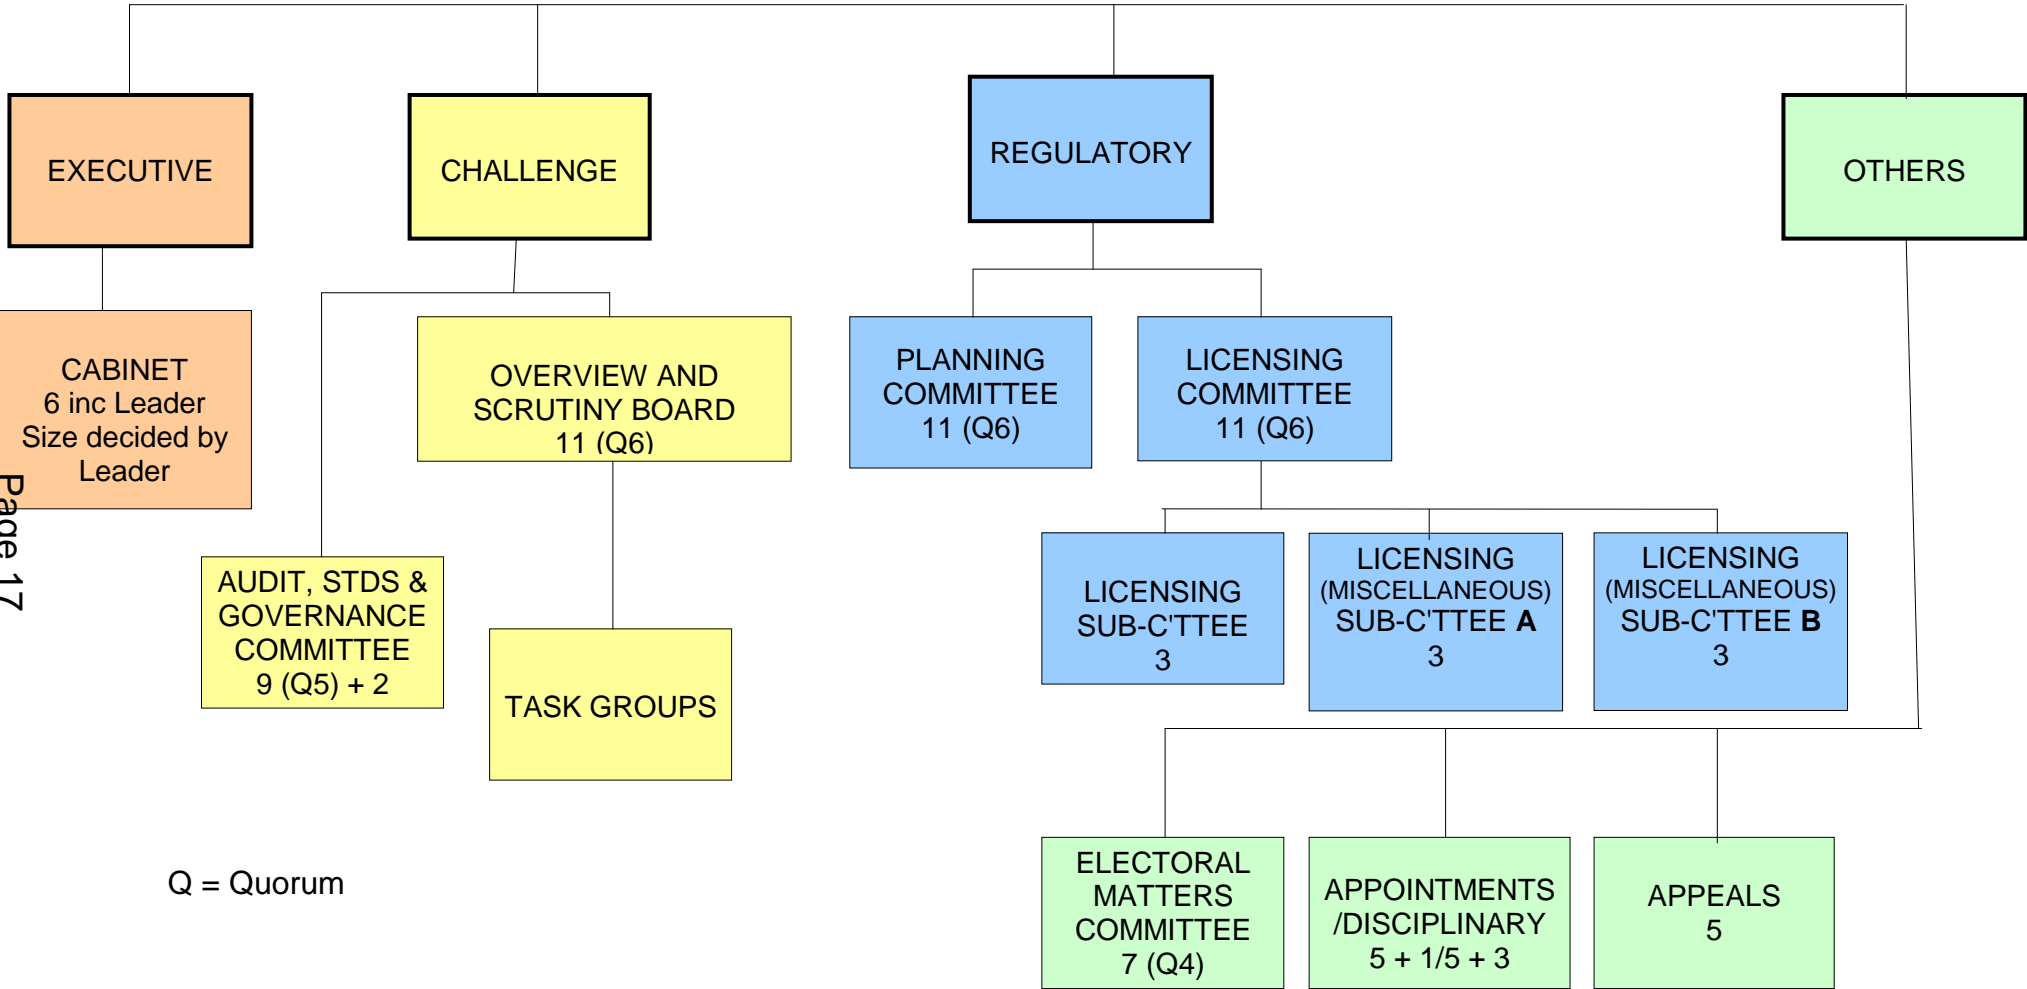 EXECUTIVE
CHALLENGE
REGULATORY
OTHERS
CABINET
6 inc Leader
Size decided by
Leader
OVERVIEW AND
SCRUTINY BOARD
11 (Q6)
PLANNING
COMMITTEE
11 (Q6)
LICENSING
COMMITTEE
11 (Q6)
AUDIT, STDS &
GOVERNANCE
COMMITTEE
9 (Q5) + 2
TASK GROUPS
LICENSING
SUB-C'TTEE
3
LICENSING
(MISCELLANEOUS)
SUB-C'TTEE A
3
LICENSING
(MISCELLANEOUS)
SUB-C'TTEE B
3
ELECTORAL
MATTERS
COMMITTEE
7 (Q4)
APPOINTMENTS
/DISCIPLINARY
5 + 1/5 + 3
APPEALS
5
Q = Quorum
Page 17